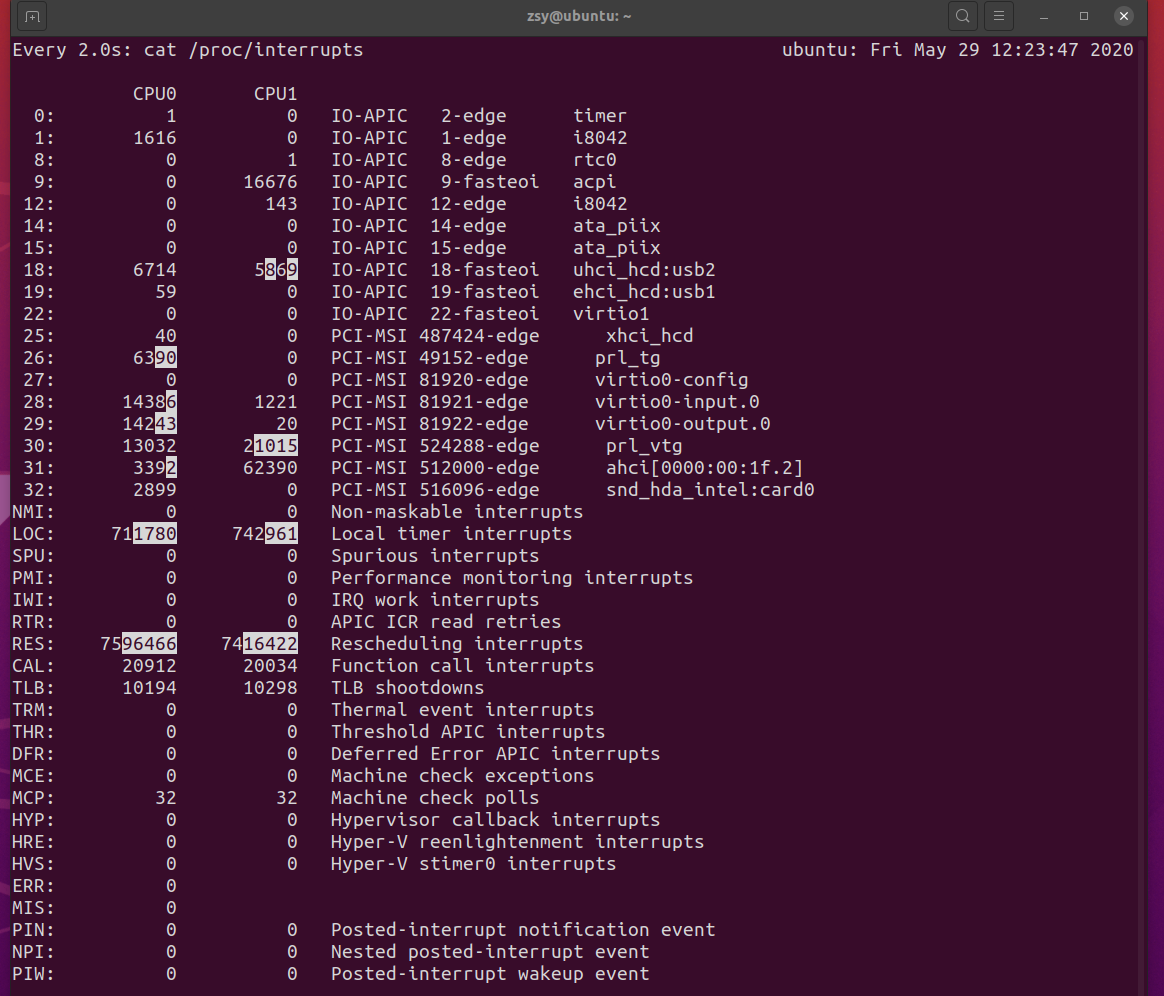 zsy@ubuntu: ~
Every 2.0s: cat /proc/interrupts ubuntu: Fri May 29 12:23:47 2020
CPU0 CPU1
0: 1 0 IO-APIC 2-edge timer
1: 1616 0 IO-APIC 1-edge i8042
8: 0 1 IO-APIC 8-edge rtc0
9: 0 16676 IO-APIC 9-fasteoi acpi
12: 0 143 IO-APIC 12-edge i8042
14: 0 0 IO-APIC 14-edge ata_piix
15: 0 0 IO-APIC 15-edge ata_piix
18: 6714 5869 IO-APIC 18-fasteoi uhci_hcd:usb2
19: 59 0 IO-APIC 19-fasteoi ehci_hcd:usb1
22: 0 0 IO-APIC 22-fasteoi virtio1
25: 40 0 PCI-MSI 487424-edge xhci_hcd
26: 6390 0 PCI-MSI 49152-edge prl_tg
27: 0 0 PCI-MSI 81920-edge virtio0-config
28: 14386 1221 PCI-MSI 81921-edge virtio0-input.0
29: 14243 20 PCI-MSI 81922-edge virtio0-output.0
30: 13032 21015 PCI-MSI 524288-edge prl_vtg
31: 3392 62390 PCI-MSI 512000-edge ahci[0000:00:1f.2]
32: 2899 0 PCI-MSI 516096-edge snd_hda_intel:card0
NMI: 0 0 Non-maskable interrupts
LOC: 711780 742961 Local timer interrupts
SPU: 0 0 Spurious interrupts
PMI: 0 0 Performance monitoring interrupts
IWI: 0 0 IRQ work interrupts
RTR: 0 0 APIC ICR read retries
RES: 7596466 7416422 Rescheduling interrupts
CAL: 20912 20034 Function call interrupts
TLB: 10194 10298 TLB shootdowns
TRM: 0 0 Thermal event interrupts
THR: 0 0 Threshold APIC interrupts
DFR: 0 0 Deferred Error APIC interrupts
MCE: 0 0 Machine check exceptions
MCP: 32 32 Machine check polls
HYP: 0 0 Hypervisor callback interrupts
HRE: 0 0 Hyper-V reenlightenment interrupts
HVS: 0 0 Hyper-V stimer0 interrupts
ERR: 0
MIS: 0
PIN: 0 0 Posted-interrupt notification event
NPI: 0 0 Nested posted-interrupt event
PIW: 0 0 Posted-interrupt wakeup event